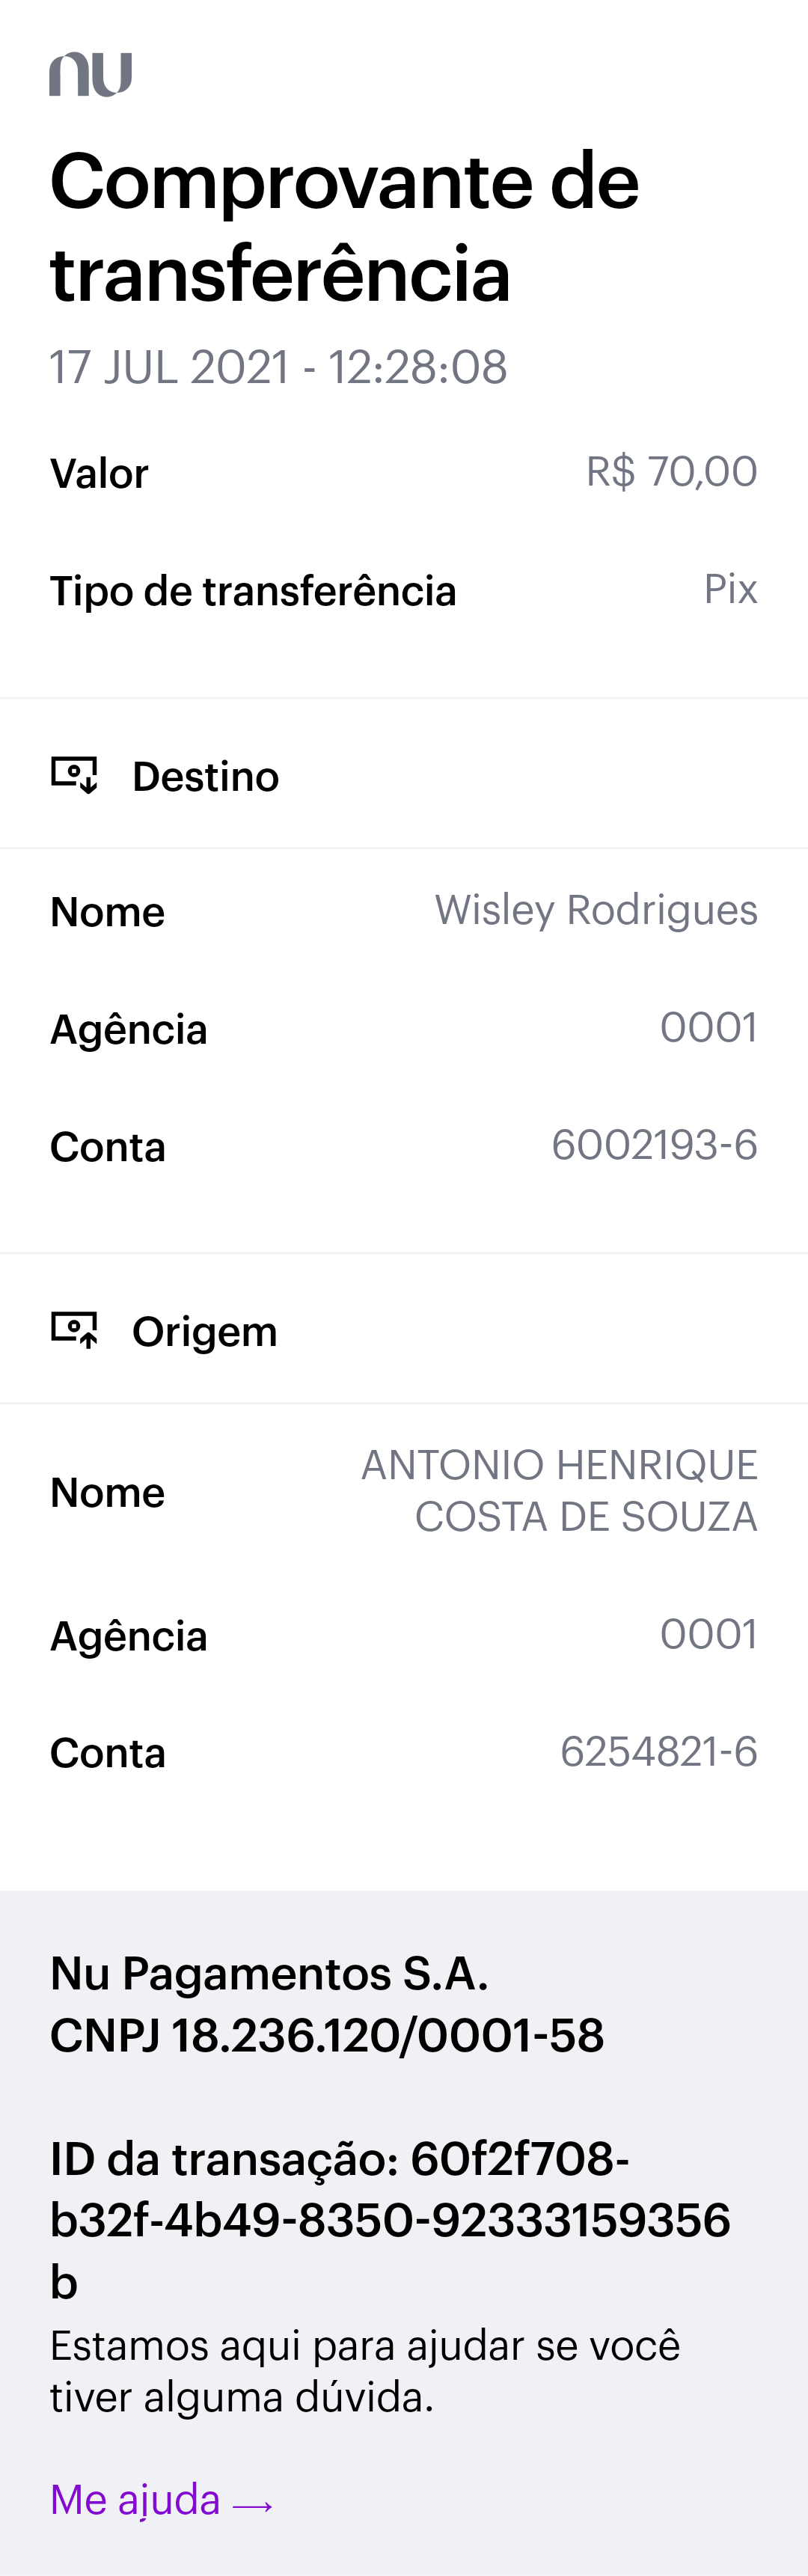 nu
Comprovante de
transferência
17 JUL 2021 - 12:28:08
Valor R$ 70,00
Tipo de transferência Pix
Destino
Nome Wisley Rodrigues
Agência 0001
Conta 6002193-6
Origem
Nome ANTONIO HENRIQUE
COSTA DE SOUZA
Agência 0001
Conta 6254821-6
Nu Pagamentos S.A.
CNPJ 18.236.120/0001-58
ID da transação: 60f2f708-
b32f-4b49-8350-92333159356
b
Estamos aqui para ajudar se você
tiver alguma dúvida.
Me ajuda →